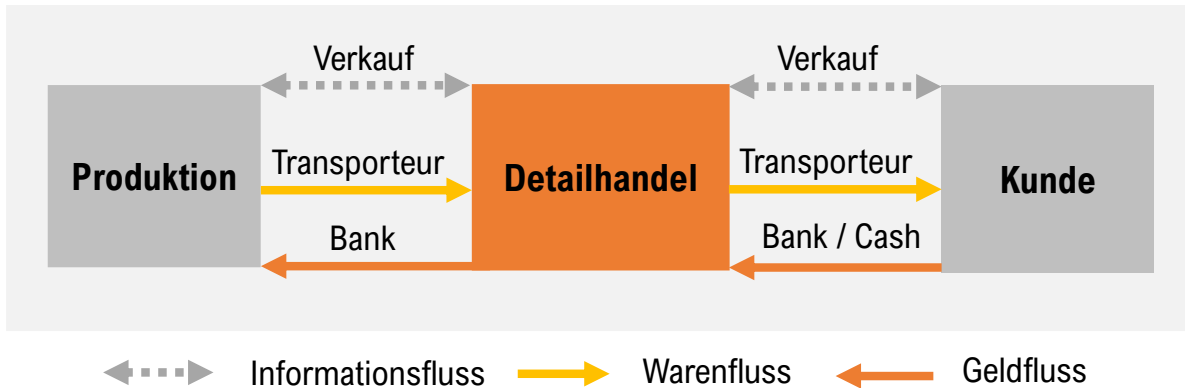 Verkauf
Verkauf
Produktion
Transporteur
Detailhandel
Transporteur
Kunde
Bank
Bank / Cash
Informationsfluss
Warenfluss
Geldfluss